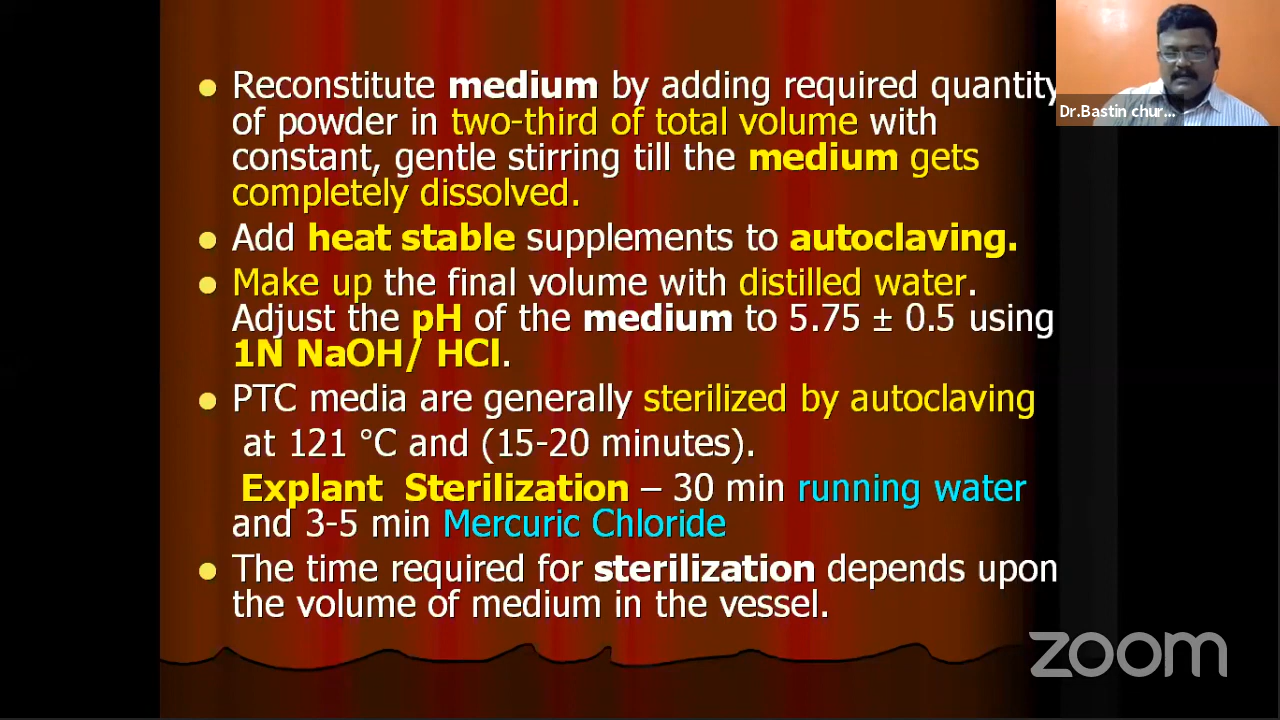 Reconstitute medium by adding required quantity
of powder in two-third of total volume with
constant, gentle stirring till the medium gets
completely dissolved.
Add heat stable supplements to autoclaving.
Make up the final volume with distilled water.
Adjust the pH of the medium to 5.75 ± 0.5 using
1N NaOH/ HCl.
PTC media are generally sterilized by autoclaving
at 121 °C and (15-20 minutes).
Explant Sterilization – 30 min running water
and 3-5 min Mercuric Chloride
The time required for sterilization depends upon
the volume of medium in the vessel.
Dr.Bastin chur...
zoom